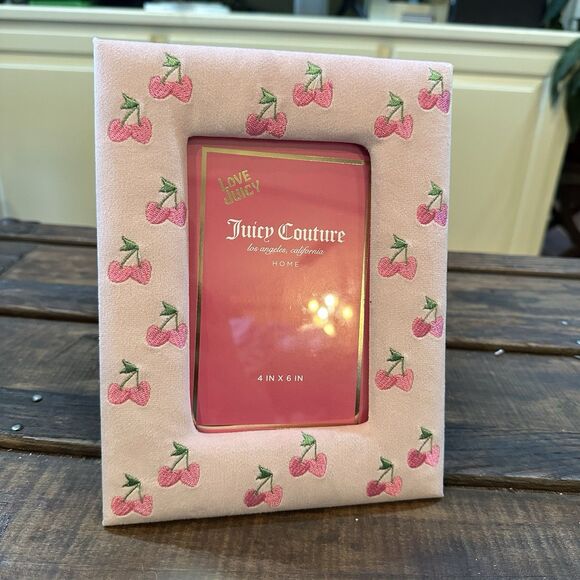 LOVE
JUICY
Juicy Couture
los angeles, california
HOME
4 IN X 6 IN